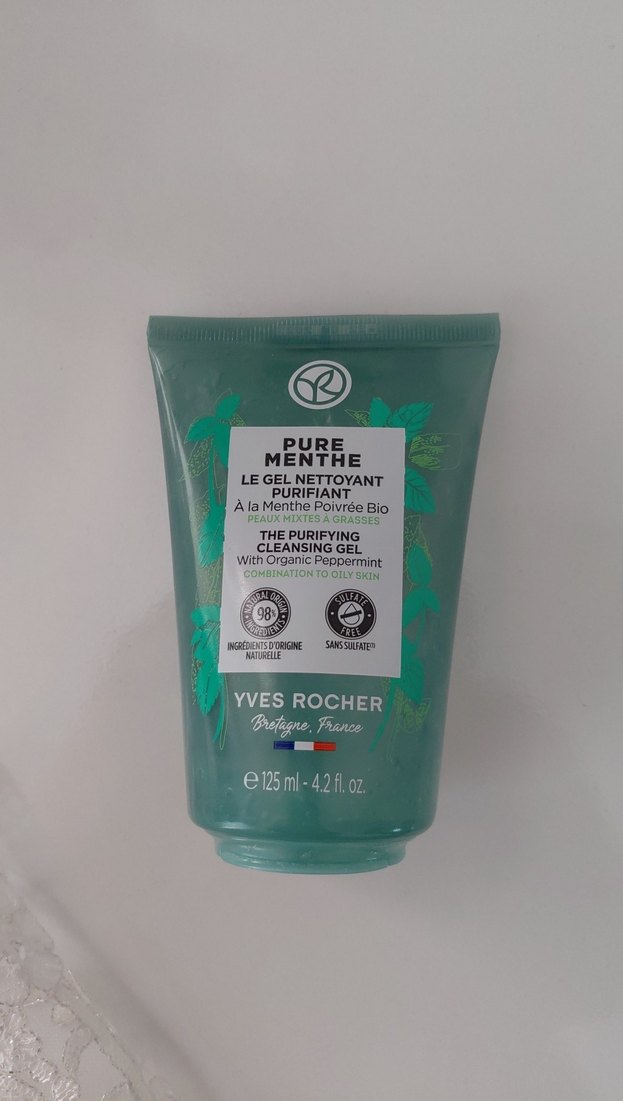 PURE
MENTHE
LE GEL NETTOYANT
PURIFIANT
À la Menthe Poivrée Bio
PEAUX MIXTES À GRASSES
THE PURIFYING
CLEANSING GEL
With Organic Peppermint
COMBINATION TO OILY SKIN
NATURAL ORIGIN
98%
INGREDIENTS
SULFATE
FREE
INGRÉDIENTS D'ORIGINE
NATURELLE
SANS SULFATE(1)
YVES ROCHER
Bretagne, France
e 125 ml - 4.2 fl. oz.